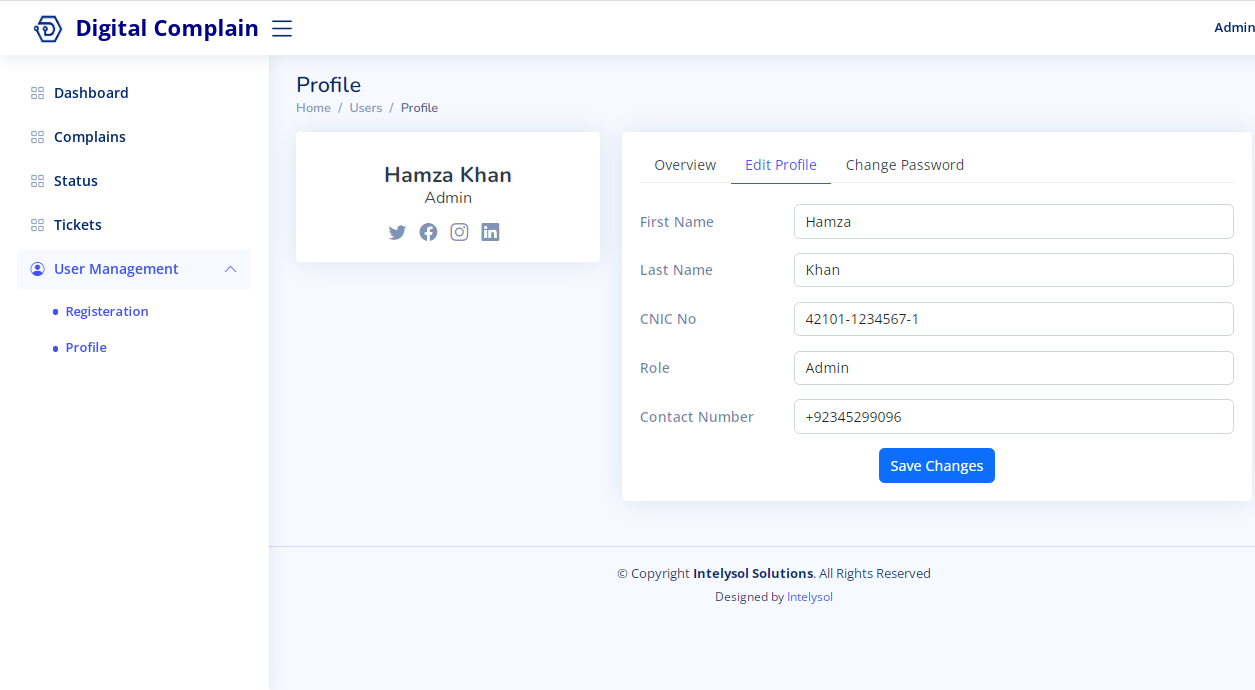 Digital Complain
Admin
Dashboard
Complains
Status
Tickets
User Management
Registeration
Profile
Profile
Home / Users / Profile
Hamza Khan
Admin
Overview Edit Profile Change Password
First Name Hamza
Last Name Khan
CNIC No 42101-1234567-1
Role Admin
Contact Number +92345299096
Save Changes
© Copyright Intelysol Solutions. All Rights Reserved
Designed by Intelysol